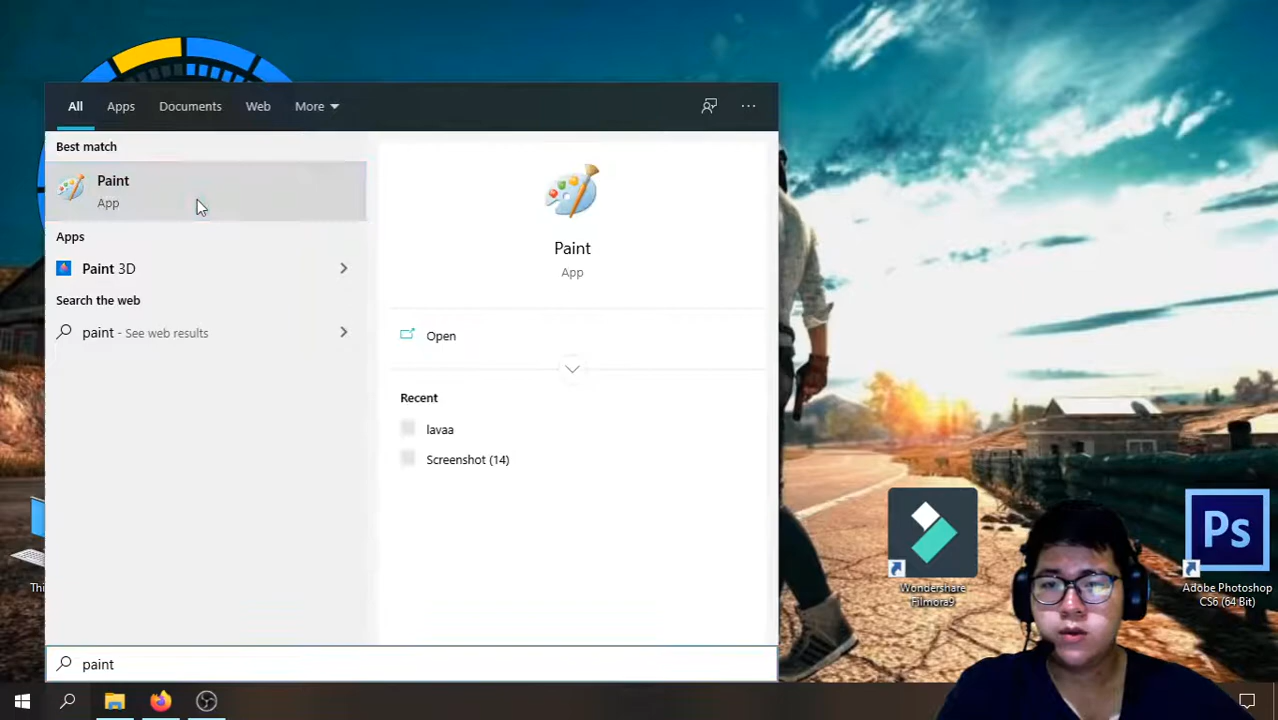 All Apps Documents Web More
Best match
Paint
App
Apps
Paint 3D
Search the web
paint - See web results
Paint
App
Open
Recent
lavaa
Screenshot (14)
Thi
Wondershare
Filmora9
Ps
Adobe Photoshop
CS6 (64 Bit)
paint